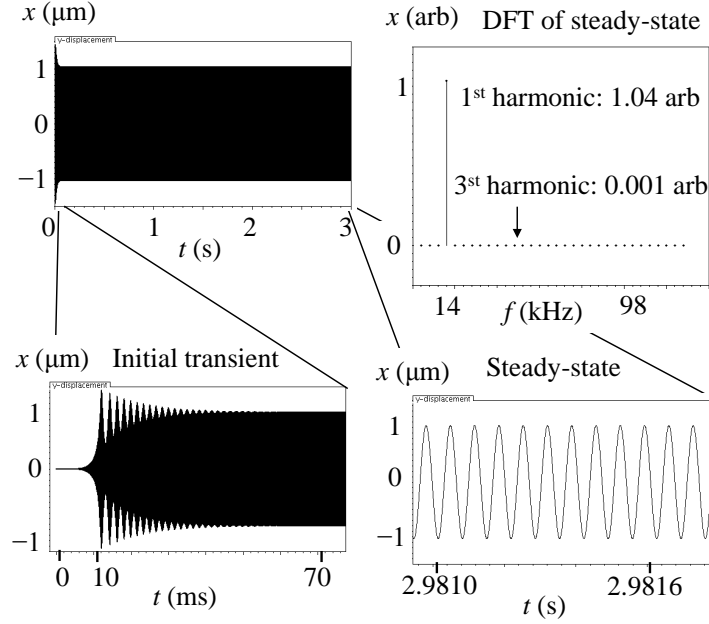 x (μm)
y-displacement
1
0
−1
0
1
2
3
t (s)
x (arb)
DFT of steady-state
1
1st harmonic: 1.04 arb
3st harmonic: 0.001 arb
0
14
f (kHz)
98
x (μm)
Initial transient
y-displacement
1
0
−1
0
10
70
t (ms)
x (μm)
Steady-state
y-displacement
1
0
−1
2.9810
2.9816
t (s)